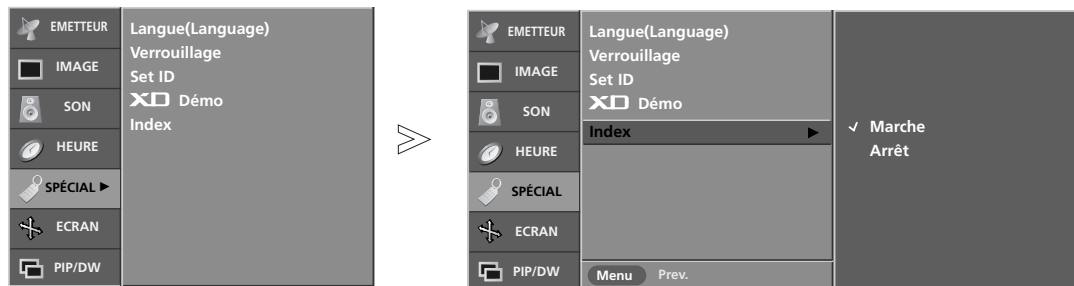 EMETTEUR
IMAGE
SON
HEURE
SPÉCIAL ►
ECRAN
PIP/DW
Langue(Language)
Verrouillage
Set ID
XD Démo
Index
EMETTEUR
IMAGE
SON
HEURE
SPÉCIAL
ECRAN
PIP/DW
Langue(Language)
Verrouillage
Set ID
XD Démo
Index ►
Menu Prev.
✓ Marche
Arrêt